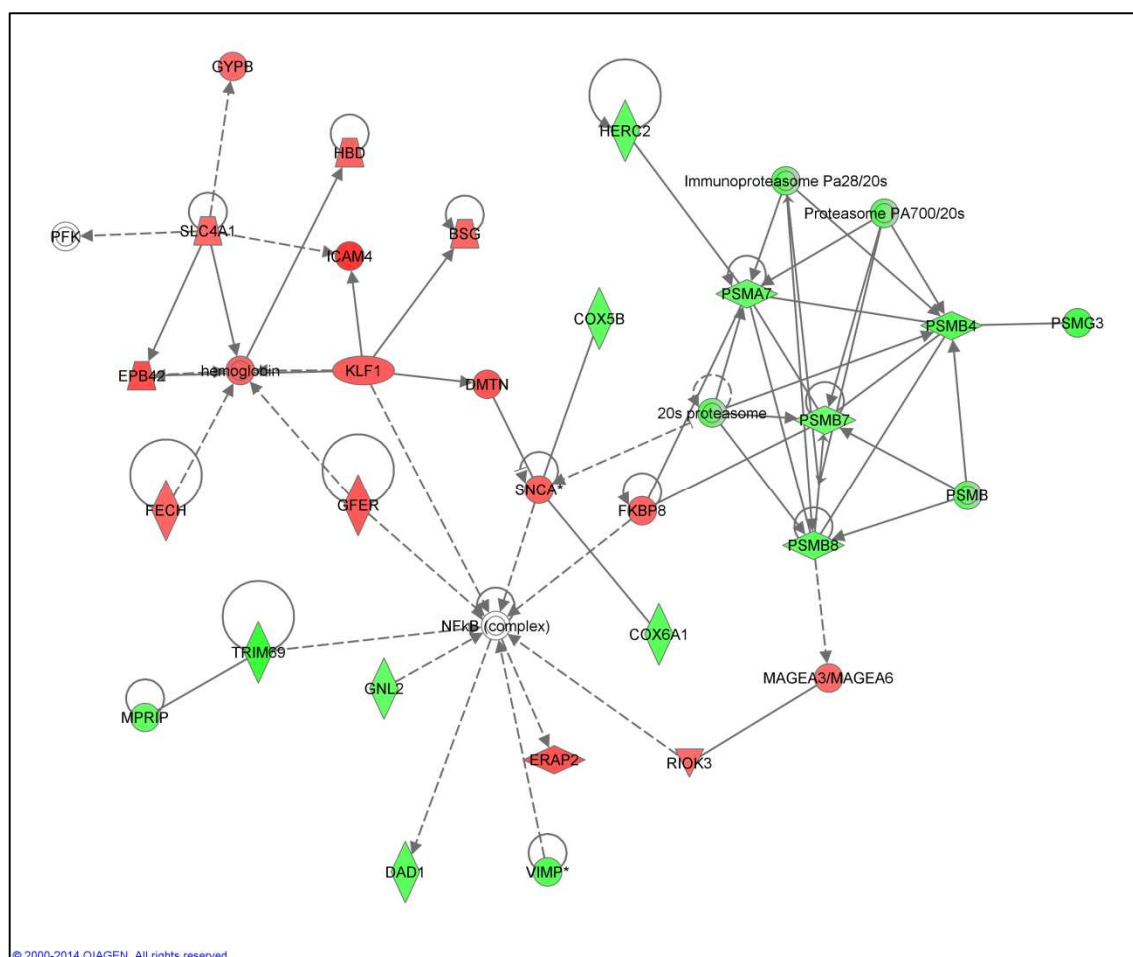 GYPB
HERC2
HBD
Immunoproteasome Pa28/20s
Proteasome PA700/20s
PFK
SLC4A1
BSG
ICAM4
PSMA7
COX5B
PSMB4
PSMG3
EPB42
hemoglobin
KLF1
DMTN
20s proteasome
PSMB7
SNCA*
PSMB
FECH
GFER
FKBP8
PSMB8
NFkB (complex)
TRIM69
COX6A1
GNL2
MAGEA3/MAGEA6
MPRIP
ERAP2
RIOK3
DAD1
VIMP*
© 2000-2014 QIAGEN. All rights reserved.